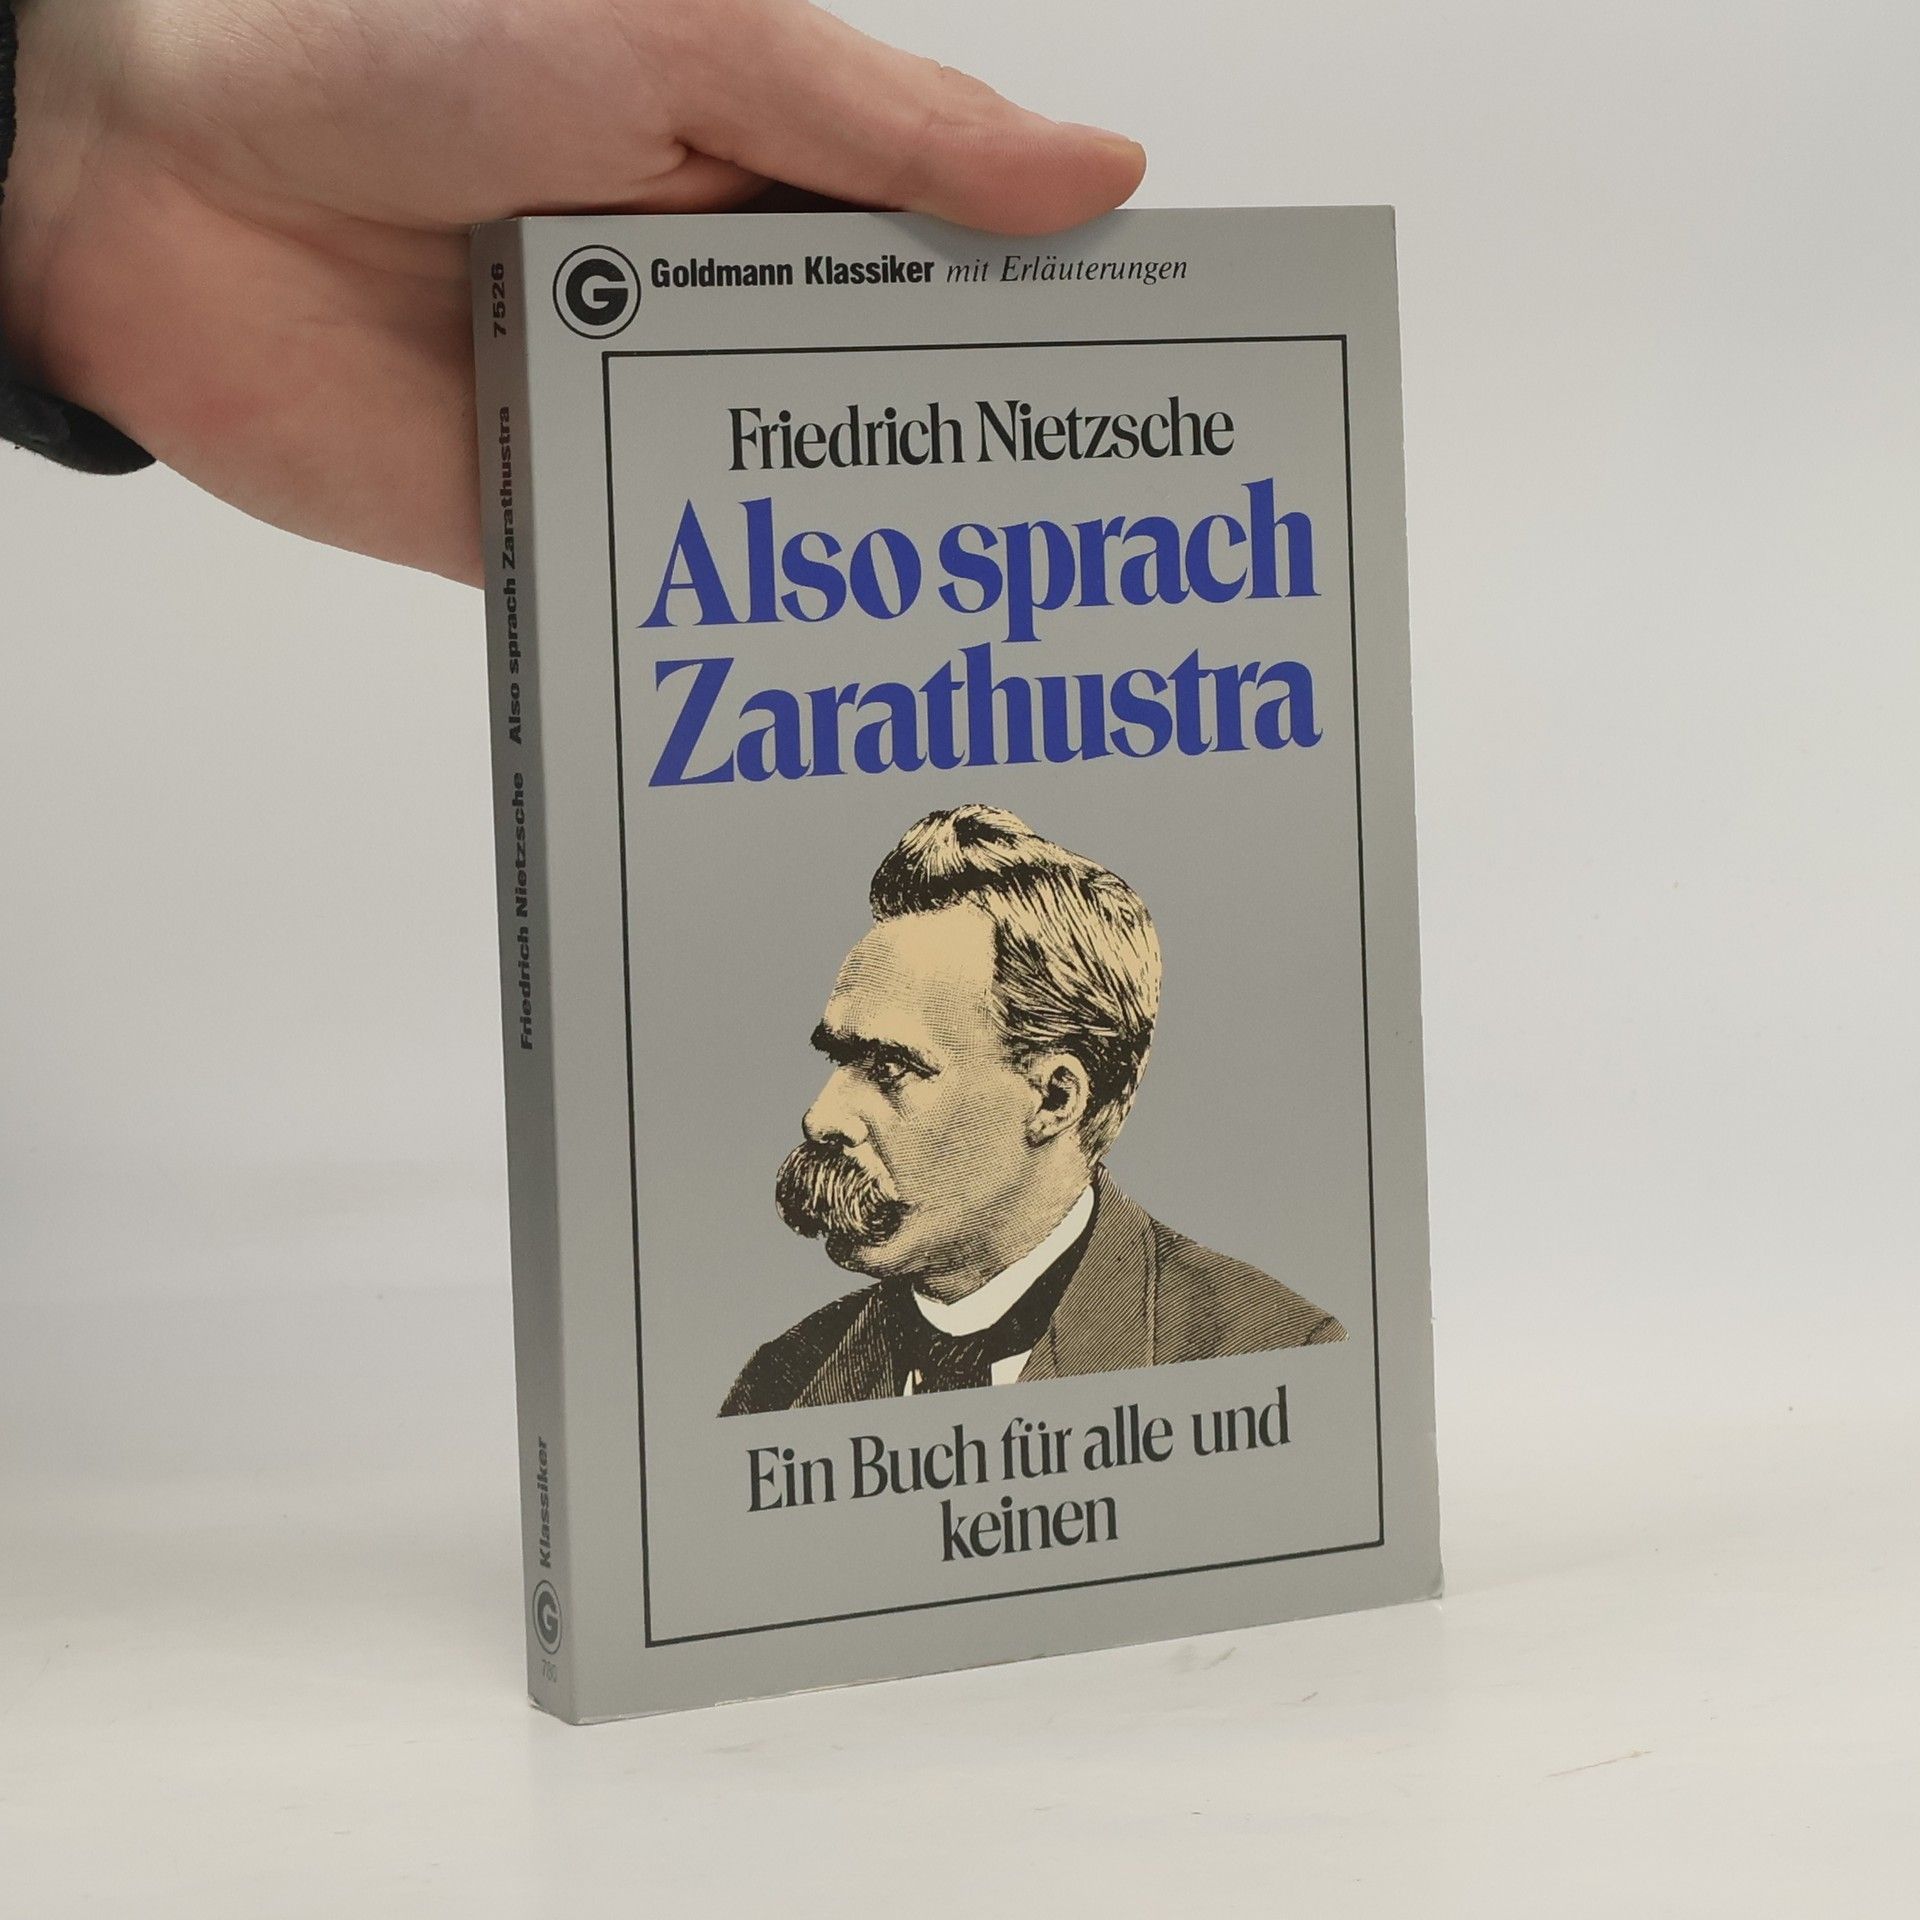 G Goldmann Klassiker mit Erläuterungen
Friedrich Nietzsche
Also sprach
Zarathustra
Ein Buch für alle und
keinen
Friedrich Nietzsche Also sprach Zarathustra 7526
780 G Klassiker